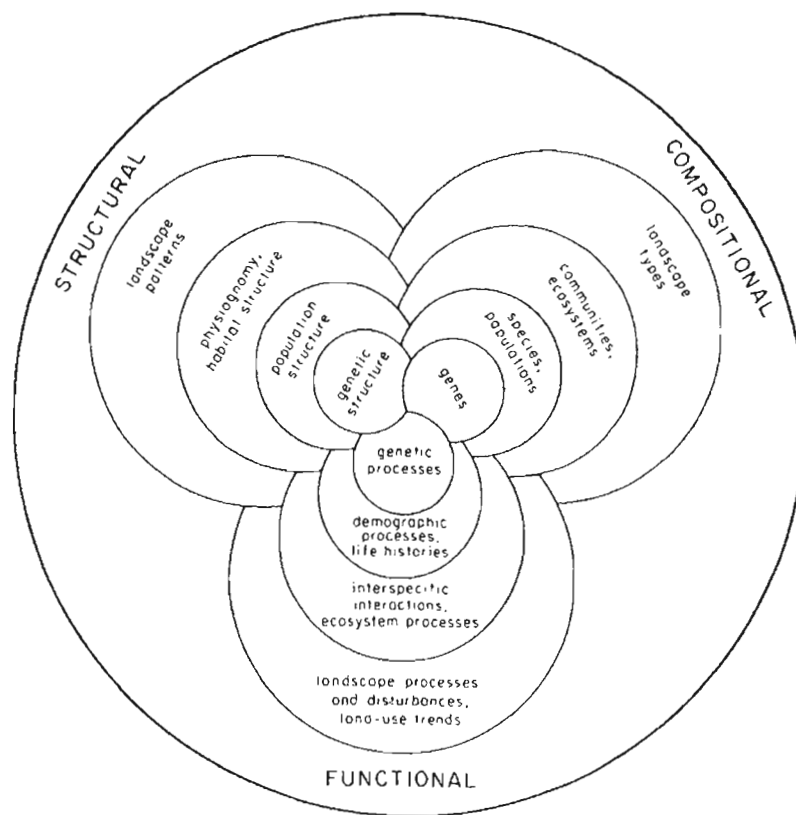 STRUCTURAL
landscape
patterns
physiognomy,
habitat structure
population
structure
genetic
structure
COMPOSITIONAL
landscape
types
communities,
ecosystems
species,
populations
genes
genetic
processes
demographic
processes,
life histories
interspecific
interactions,
ecosystem processes
landscape processes
and disturbances,
land-use trends
FUNCTIONAL